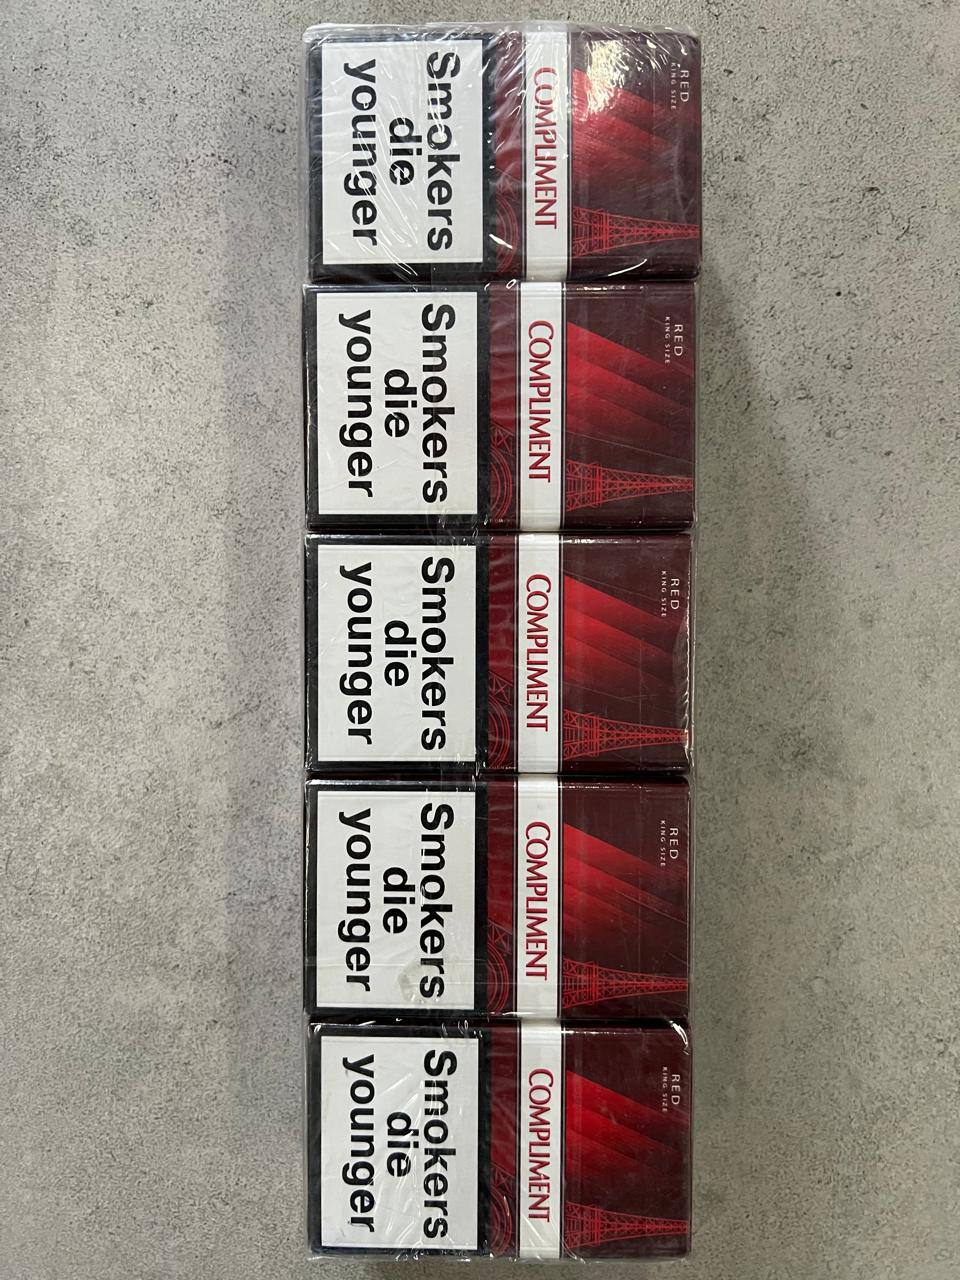 RED
KING SIZE
COMPLIMENT
Smokers
die
younger
RED
KING SIZE
COMPLIMENT
Smokers
die
younger
RED
KING SIZE
COMPLIMENT
Smokers
die
younger
RED
KING SIZE
COMPLIMENT
Smokers
die
younger
RED
KING SIZE
COMPLIMENT
Smokers
die
younger